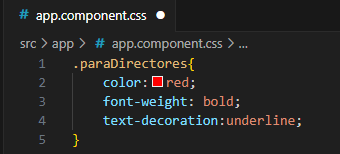 # app.component.css ●
src > app > # app.component.css > ...
1 .paraDirectores{
2 color: red;
3 font-weight: bold;
4 text-decoration:underline;
5 }